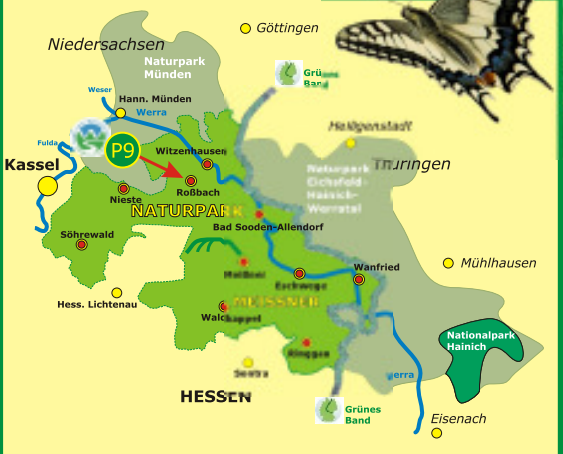 Göttingen
Niedersachsen
Naturpark
Münden
Grünes
Band
Weser
Hann. Münden
Werra
Heiligenstadt
Fulda
P9
Witzenhausen
Kassel
Thüringen
Naturpark
Eichsfeld-
Hainich-
Werratal
Roßbach
Nieste
NATURPARK
Bad Sooden-Allendorf
Söhrewald
Wanfried
Mühlhausen
Meißner
Eschwege
Hess. Lichtenau
MEISSNER
Waldkappel
Nationalpark
Hainich
Ringgau
Sontra
Werra
HESSEN
Grünes
Band
Eisenach